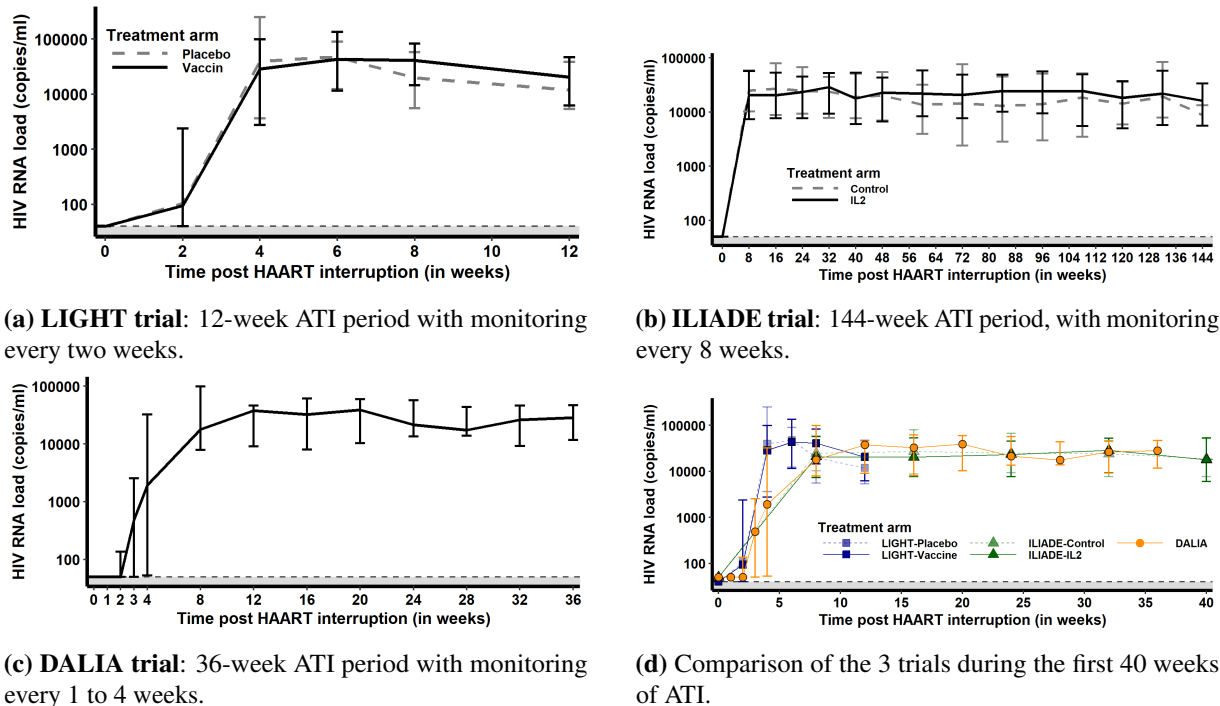 HIV RNA load (copies/ml)
100000
10000
1000
100
Treatment arm
Placebo
Vaccin
0 2 4 6 8 10 12
Time post HAART interruption (in weeks)
(a) LIGHT trial: 12-week ATI period with monitoring
every two weeks.
HIV RNA load (copies/ml)
100000
10000
1000
100
Treatment arm
Control
IL2
0 8 16 24 32 40 48 56 64 72 80 88 96 104 112 120 128 136 144
Time post HAART interruption (in weeks)
(b) ILIADE trial: 144-week ATI period, with monitoring
every 8 weeks.
HIV RNA load (copies/ml)
100000
10000
1000
100
0 1 2 3 4 8 12 16 20 24 28 32 36
Time post HAART interruption (in weeks)
(c) DALIA trial: 36-week ATI period with monitoring
every 1 to 4 weeks.
HIV RNA load (copies/ml)
100000
10000
1000
100
Treatment arm
LIGHT-Placebo ILIADE-Control DALIA
LIGHT-Vaccine ILIADE-IL2
0 5 10 15 20 25 30 35 40
Time post HAART interruption (in weeks)
(d) Comparison of the 3 trials during the first 40 weeks
of ATI.